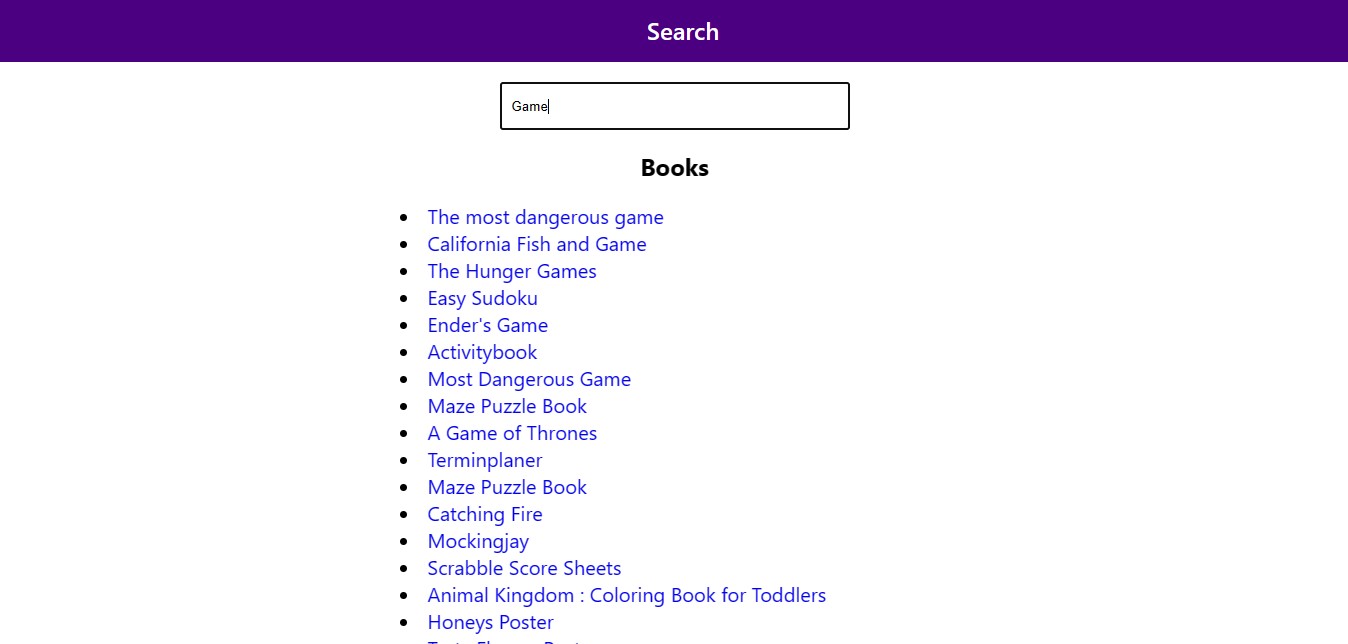 Search
Game
Books
The most dangerous game
California Fish and Game
The Hunger Games
Easy Sudoku
Ender's Game
Activitybook
Most Dangerous Game
Maze Puzzle Book
A Game of Thrones
Terminplaner
Maze Puzzle Book
Catching Fire
Mockingjay
Scrabble Score Sheets
Animal Kingdom : Coloring Book for Toddlers
Honeys Poster